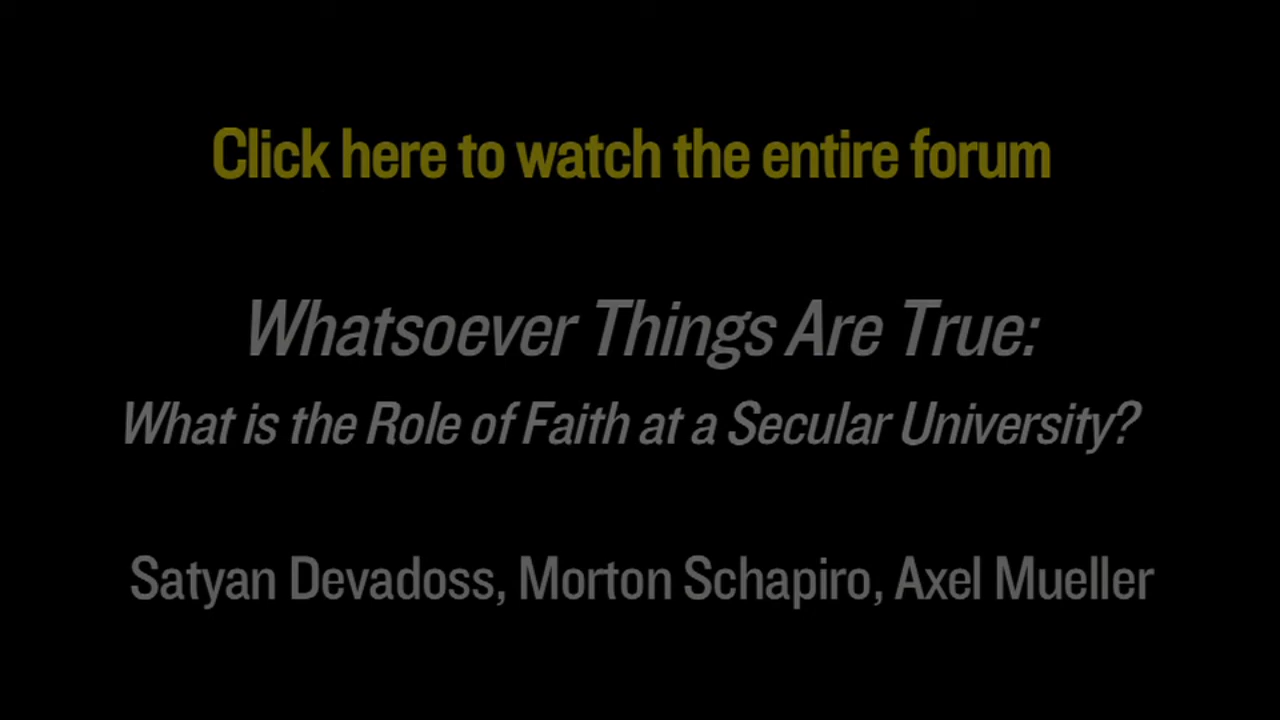 Click here to watch the entire forum
Whatsoever Things Are True:
What is the Role of Faith at a Secular University?
Satyan Devadoss, Morton Schapiro, Axel Mueller